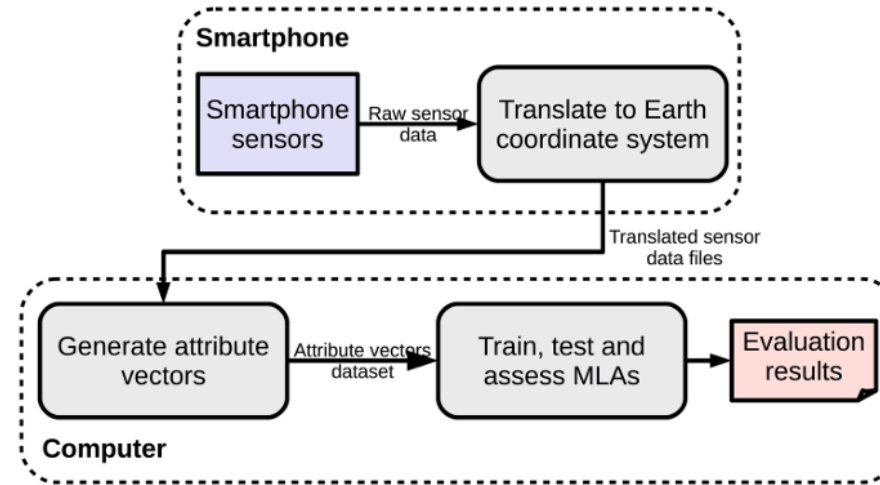 Smartphone
Smartphone
sensors
Raw sensor
data
Translate to Earth
coordinate system
Translated sensor
data files
Generate attribute
vectors
Attribute vectors
dataset
Train, test and
assess MLAs
Evaluation
results
Computer